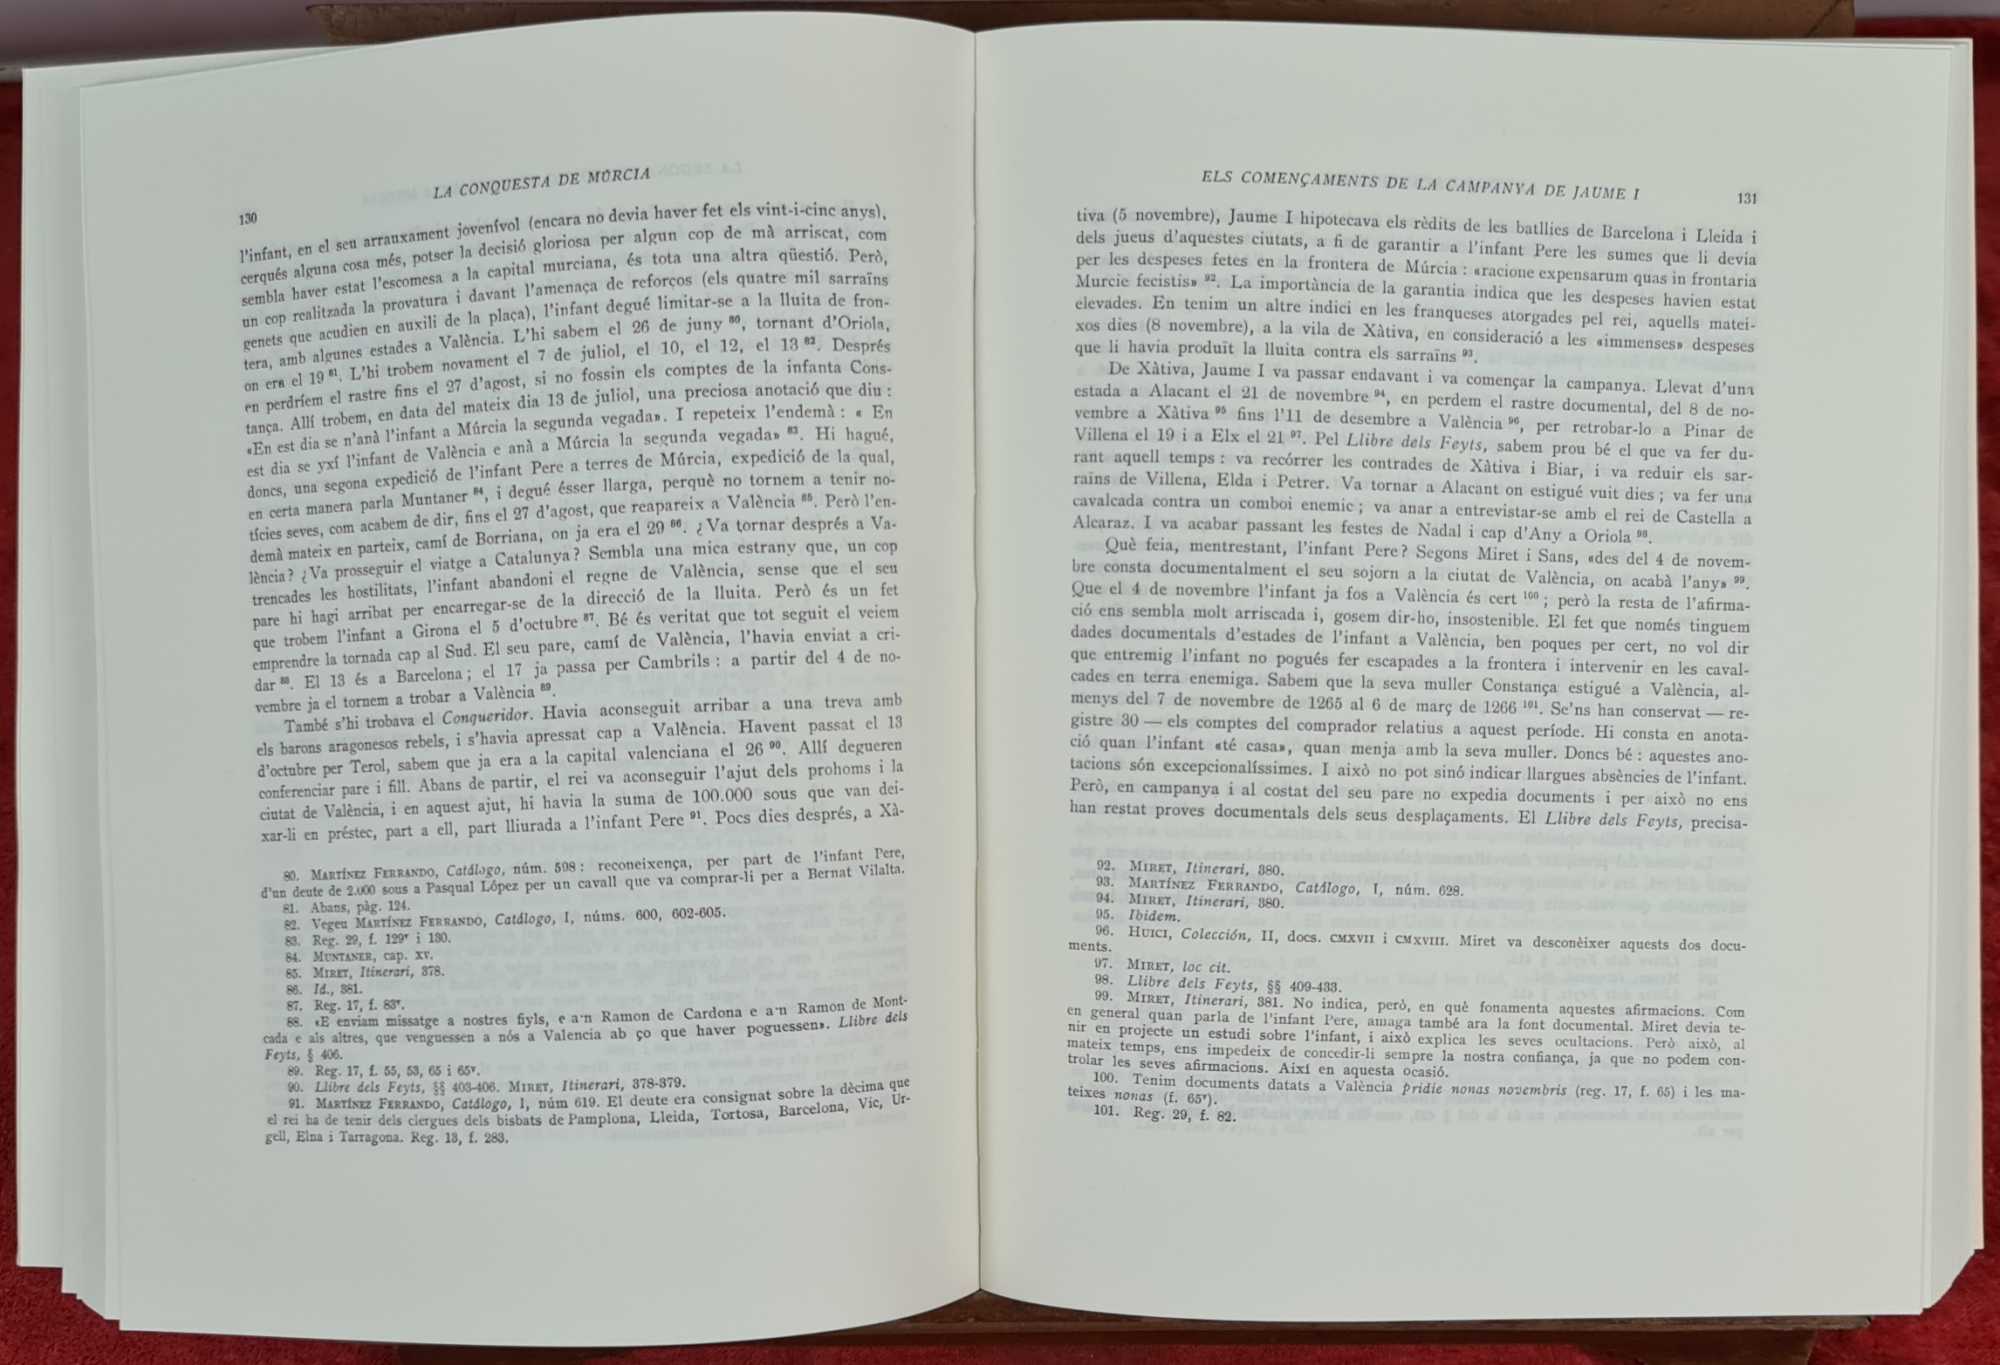 130
LA CONQUESTA DE MÚRCIA
l'infant, en el seu arrauxament jovenívol (encara no devia haver fet els vint-i-cinc anys),
cerqués alguna cosa més, potser la decisió gloriosa per algun cop de mà arriscat, com
sembla haver estat l'escomesa a la capital murciana, és tota una altra qüestió. Però,
un cop realitzada la provatura i davant l'amenaça de reforços (els quatre mil sarraïns
genets que acudien en auxili de la plaça), l'infant degué limitar-se a la lluita de fron-
tera, amb algunes estades a València. L'hi sabem el 26 de juny 80, tornant d'Oriola,
on era el 19 81. L'hi trobem novament el 7 de juliol, el 10, el 12, el 13 82. Després
en perdríem el rastre fins el 27 d'agost, si no fossin els comptes de la infanta Cons-
tança. Allí trobem, en data del mateix dia 13 de juliol, una preciosa anotació que diu :
«En est dia se n'anà l'infant a Múrcia la segunda vegada». I repeteix l'endemà : « En
est dia se yxí l'infant de València e anà a Múrcia la segunda vegada» 83. Hi hagué,
doncs, una segona expedició de l'infant Pere a terres de Múrcia, expedició de la qual,
en certa manera parla Muntaner 84, i degué ésser llarga, perquè no tornem a tenir no-
tícies seves, com acabem de dir, fins el 27 d'agost, que reapareix a València 85. Però l'en-
demà mateix en parteix, camí de Borriana, on ja era el 29 86. ¿Va tornar després a Va-
lència? ¿Va prosseguir el viatge a Catalunya? Sembla una mica estrany que, un cop
trencades les hostilitats, l'infant abandoni el regne de València, sense que el seu
pare hi hagi arribat per encarregar-se de la direcció de la lluita. Però és un fet
que trobem l'infant a Girona el 5 d'octubre 87. Bé és veritat que tot seguit el veiem
emprendre la tornada cap al Sud. El seu pare, camí de València, l'havia enviat a cri-
dar 88. El 13 és a Barcelona; el 17 ja passa per Cambrils : a partir del 4 de no-
vembre ja el tornem a trobar a València 89.
També s'hi trobava el Conqueridor. Havia aconseguit arribar a una treva amb
els barons aragonesos rebels, i s'havia apressat cap a València. Havent passat el 13
d'octubre per Terol, sabem que ja era a la capital valenciana el 26 90. Allí degueren
conferenciar pare i fill. Abans de partir, el rei va aconseguir l'ajut dels prohoms i la
ciutat de València, i en aquest ajut, hi havia la suma de 100.000 sous que van dei-
xar-li en préstec, part a ell, part lliurada a l'infant Pere 91. Pocs dies després, a Xà-
80. MARTÍNEZ FERRANDO, Catálogo, núm. 598 : reconeixença, per part de l'infant Pere,
d'un deute de 2.000 sous a Pasqual López per un cavall que va comprar-li per a Bernat Vilalta.
81. Abans, pàg. 124.
82. Vegeu MARTÍNEZ FERRANDO, Catálogo, I, núms. 600, 602-605.
83. Reg. 29, f. 129v i 130.
84. MUNTANER, cap. XV.
85. MIRET, Itinerari, 378.
86. Id., 381.
87. Reg. 17, f. 83v.
88. «E enviam missatge a nostres fiyls, e a·n Ramon de Cardona e a·n Ramon de Mont-
cada e als altres, que venguessen a nós a Valencia ab ço que haver poguessen». Llibre dels
Feyts, § 406.
89. Reg. 17, f. 55, 53, 65 i 65v.
90. Llibre dels Feyts, §§ 403-406. MIRET, Itinerari, 378-379.
91. MARTÍNEZ FERRANDO, Catálogo, I, núm 619. El deute era consignat sobre la dècima que
el rei ha de tenir dels clergues dels bisbats de Pamplona, Lleida, Tortosa, Barcelona, Vic, Ur-
gell, Elna i Tarragona. Reg. 13, f. 283.
ELS COMENÇAMENTS DE LA CAMPANYA DE JAUME I
131
tiva (5 novembre), Jaume I hipotecava els rèdits de les batllies de Barcelona i Lleida i
dels jueus d'aquestes ciutats, a fi de garantir a l'infant Pere les sumes que li devia
per les despeses fetes en la frontera de Múrcia : «racione expensarum quas in frontaria
Murcie fecistis» 92. La importància de la garantia indica que les despeses havien estat
elevades. En tenim un altre indici en les franqueses atorgades pel rei, aquells matei-
xos dies (8 novembre), a la vila de Xàtiva, en consideració a les «immenses» despeses
que li havia produït la lluita contra els sarraïns 93.
De Xàtiva, Jaume I va passar endavant i va començar la campanya. Llevat d'una
estada a Alacant el 21 de novembre 94, en perdem el rastre documental, del 8 de no-
vembre a Xàtiva 95 fins l'11 de desembre a València 96, per retrobar-lo a Pinar de
Villena el 19 i a Elx el 21 97. Pel Llibre dels Feyts, sabem prou bé el que va fer du-
rant aquell temps : va recórrer les contrades de Xàtiva i Biar, i va reduir els sar-
raïns de Villena, Elda i Petrer. Va tornar a Alacant on estigué vuit dies; va fer una
cavalcada contra un comboi enemic; va anar a entrevistar-se amb el rei de Castella a
Alcaraz. I va acabar passant les festes de Nadal i cap d'Any a Oriola 98.
Què feia, mentrestant, l'infant Pere? Segons Miret i Sans, «des del 4 de novem-
bre consta documentalment el seu sojorn a la ciutat de València, on acabà l'any» 99.
Que el 4 de novembre l'infant ja fos a València és cert 100; però la resta de l'afirma-
ció ens sembla molt arriscada i, gosem dir-ho, insostenible. El fet que només tinguem
dades documentals d'estades de l'infant a València, ben poques per cert, no vol dir
que entremig l'infant no pogués fer escapades a la frontera i intervenir en les caval-
cades en terra enemiga. Sabem que la seva muller Constança estigué a València, al-
menys del 7 de novembre de 1265 al 6 de març de 1266 101. Se'ns han conservat — re-
gistre 30 — els comptes del comprador relatius a aquest període. Hi consta en anota-
ció quan l'infant «té casa», quan menja amb la seva muller. Doncs bé : aquestes ano-
tacions són excepcionalíssimes. I això no pot sinó indicar llargues absències de l'infant.
Però, en campanya i al costat del seu pare no expedia documents i per això no ens
han restat proves documentals dels seus desplaçaments. El Llibre dels Feyts, precisa-
92. MIRET, Itinerari, 380.
93. MARTÍNEZ FERRANDO, Catálogo, I, núm. 628.
94. MIRET, Itinerari, 380.
95. Ibidem.
96. HUICI, Colección, II, docs. CMXVII i CMXVIII. Miret va desconèixer aquests dos docu-
ments.
97. MIRET, loc cit.
98. Llibre dels Feyts, §§ 409-433.
99. MIRET, Itinerari, 381. No indica, però, en què fonamenta aquestes afirmacions. Com
en general quan parla de l'infant Pere, amaga també ara la font documental. Miret devia te-
nir en projecte un estudi sobre l'infant, i això explica les seves ocultacions. Però això, al
mateix temps, ens impedeix de concedir-li sempre la nostra confiança, ja que no podem con-
trolar les seves afirmacions. Així en aquesta ocasió.
100. Tenim documents datats a València pridie nonas novembris (reg. 17, f. 65) i les ma-
teixes nonas (f. 65v).
101. Reg. 29, f. 82.